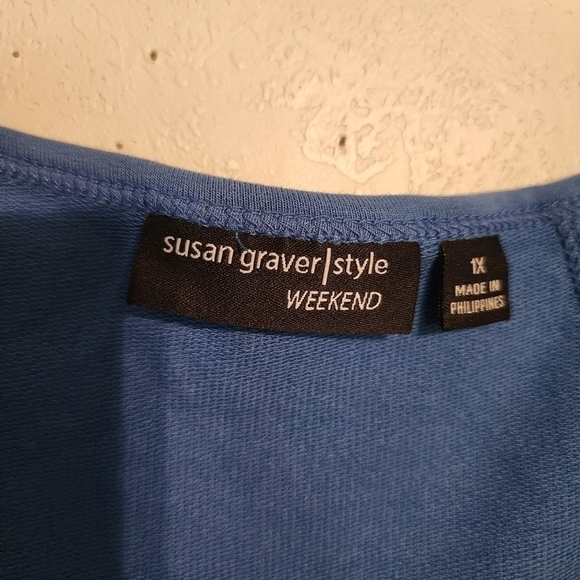 susan graver|style
WEEKEND
1X
MADE IN
PHILIPPINES